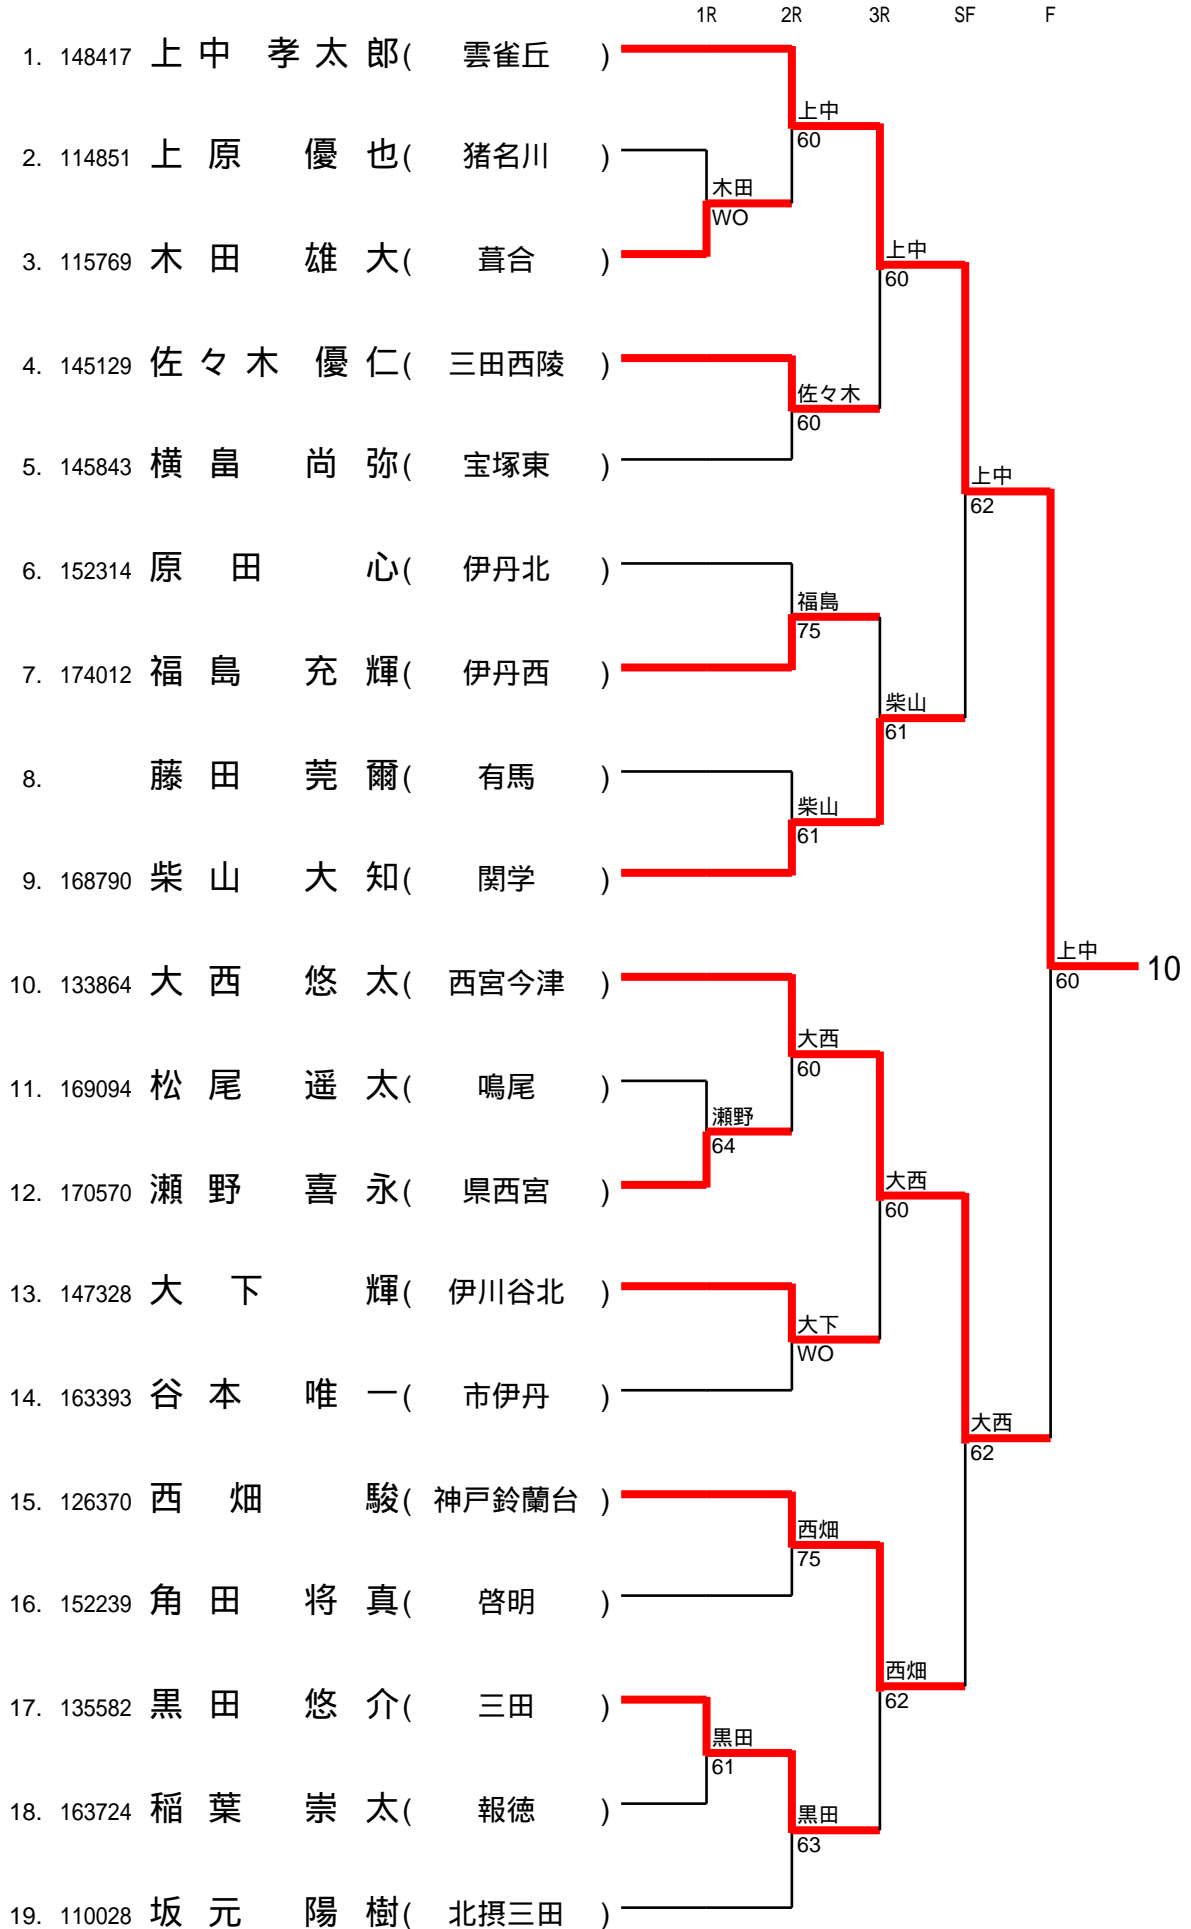 1R 2R 3R SF F
1. 148417 上中 孝太郎( 雲雀丘 )
上中
60
2. 114851 上原 優也( 猪名川 )
木田
WO
3. 115769 木田 雄大( 葺合 )
上中
60
4. 145129 佐々木 優仁( 三田西陵 )
佐々木
60
5. 145843 横畠 尚弥( 宝塚東 )
上中
62
6. 152314 原田 心( 伊丹北 )
福島
75
7. 174012 福島 充輝( 伊丹西 )
柴山
61
8. 藤田 莞爾( 有馬 )
柴山
61
9. 168790 柴山 大知( 関学 )
上中
60
10
10. 133864 大西 悠太( 西宮今津 )
大西
60
11. 169094 松尾 遥太( 鳴尾 )
瀬野
64
12. 170570 瀬野 喜永( 県西宮 )
大西
60
13. 147328 大下 輝( 伊川谷北 )
大下
WO
14. 163393 谷本 唯一( 市伊丹 )
大西
62
15. 126370 西畑 駿( 神戸鈴蘭台 )
西畑
75
16. 152239 角田 将真( 啓明 )
西畑
62
17. 135582 黒田 悠介( 三田 )
黒田
61
18. 163724 稲葉 崇太( 報徳 )
黒田
63
19. 110028 坂元 陽樹( 北摂三田 )